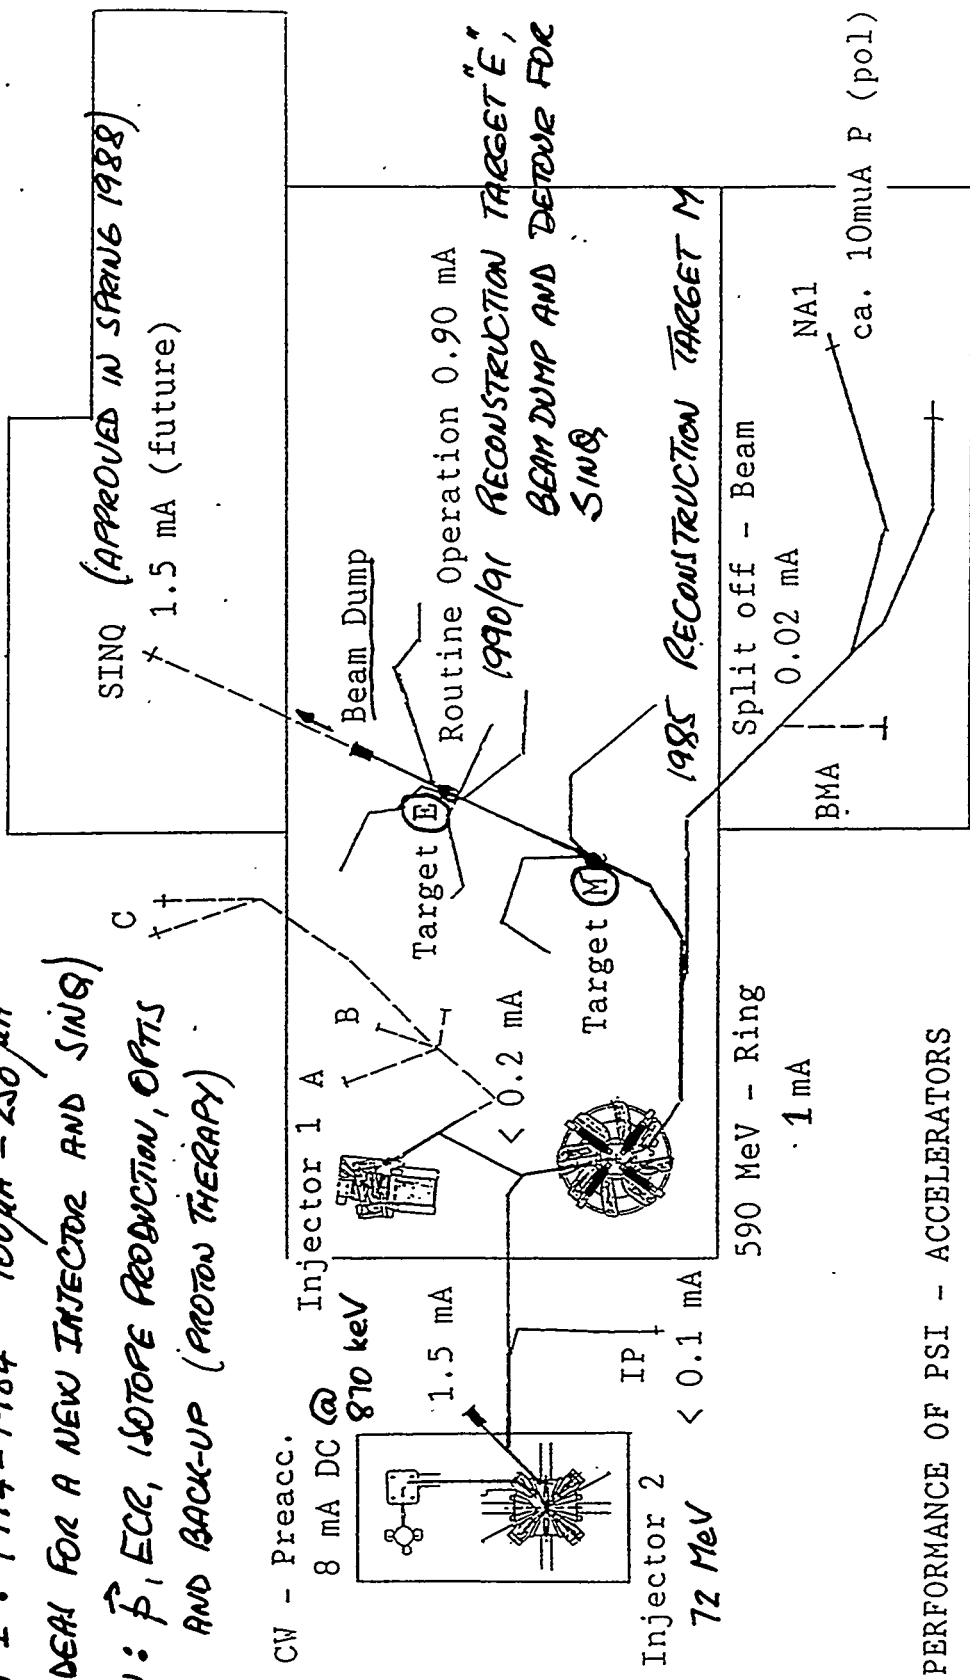 1974-1984 100µA - 250µA
FOR A NEW INJECTOR AND SINQ)
: p⃗, ECR, ISOTOPE PRODUCTION, OPTIS
AND BACK-UP (PROTON THERAPY)
CW - Preacc.
8 mA DC @
870 keV
Injector 2
72 MeV
1.5 mA
IP
< 0.1 mA
Injector 1
A
B
C
< 0.2 mA
590 MeV - Ring
1 mA
Target M
Target E
SINQ (APPROVED IN SPRING 1988)
1.5 mA (future)
Beam Dump
Routine Operation 0.90 mA
1990/91 RECONSTRUCTION TARGET "E",
BEAM DUMP AND DETOUR FOR
SINQ
1985 RECONSTRUCTION TARGET M
Split off - Beam
0.02 mA
BMA
NA1
ca. 10muA P (pol)
PERFORMANCE OF PSI - ACCELERATORS